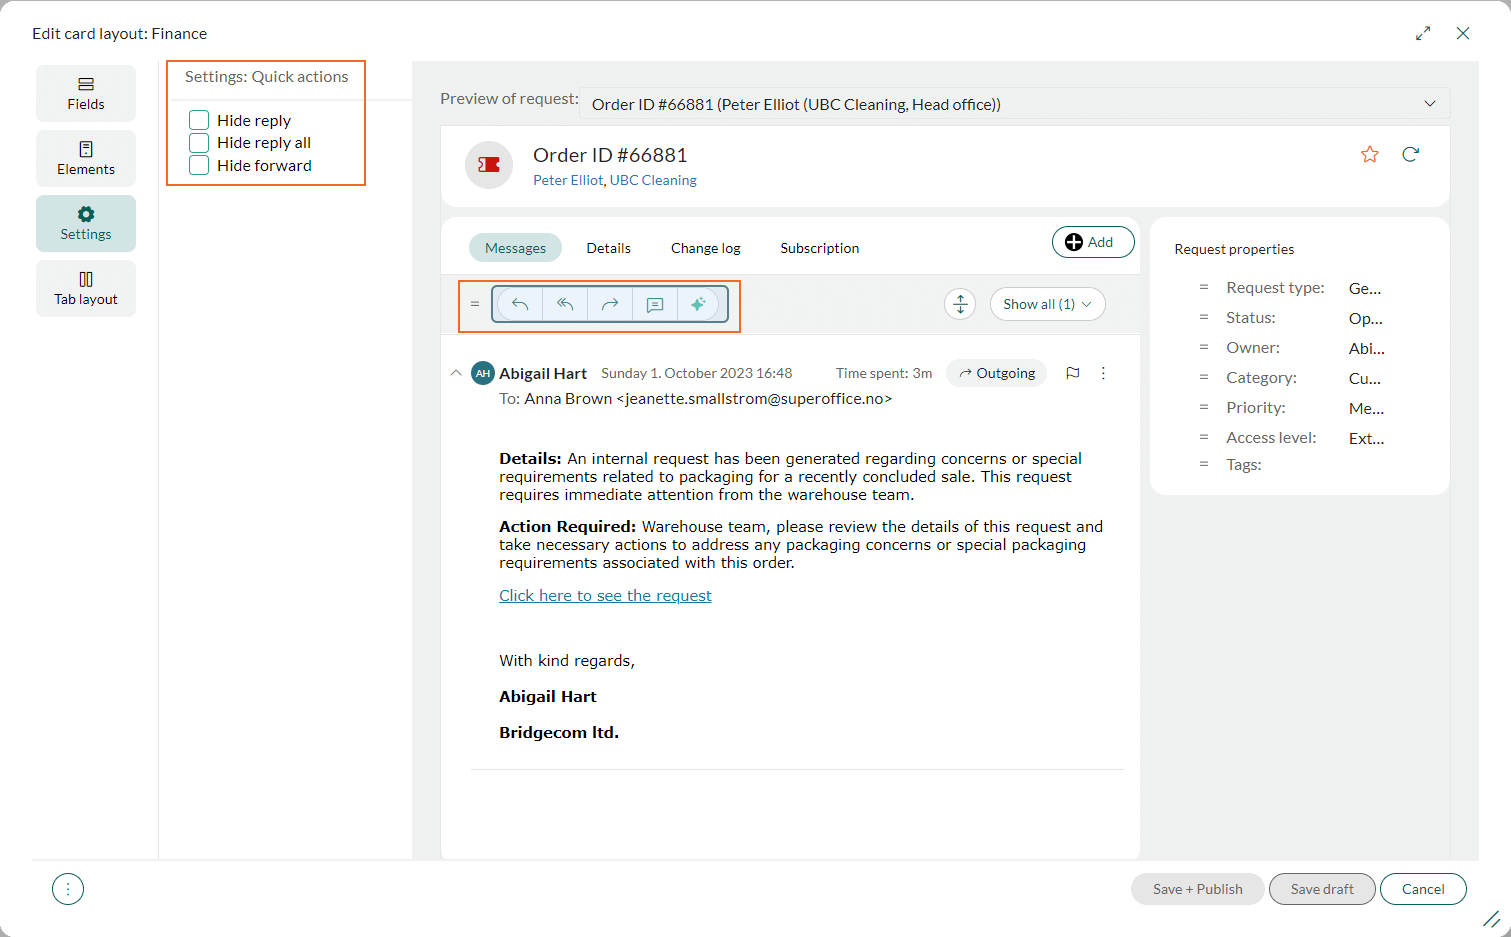 Edit card layout: Finance
Fields
Elements
Settings
Tab layout
Settings: Quick actions
Hide reply
Hide reply all
Hide forward
Preview of request:
Order ID #66881 (Peter Elliot (UBC Cleaning, Head office))
Order ID #66881
Peter Elliot, UBC Cleaning
Messages
Details
Change log
Subscription
Add
Show all (1)
AH
Abigail Hart
Sunday 1. October 2023 16:48
Time spent: 3m
Outgoing
To: Anna Brown <jeanette.smallstrom@superoffice.no>
Details: An internal request has been generated regarding concerns or special
requirements related to packaging for a recently concluded sale. This request
requires immediate attention from the warehouse team.
Action Required: Warehouse team, please review the details of this request and
take necessary actions to address any packaging concerns or special packaging
requirements associated with this order.
Click here to see the request
With kind regards,
Abigail Hart
Bridgecom ltd.
Request properties
Request type: Ge...
Status: Op...
Owner: Abi...
Category: Cu...
Priority: Me...
Access level: Ext...
Tags:
Save + Publish
Save draft
Cancel